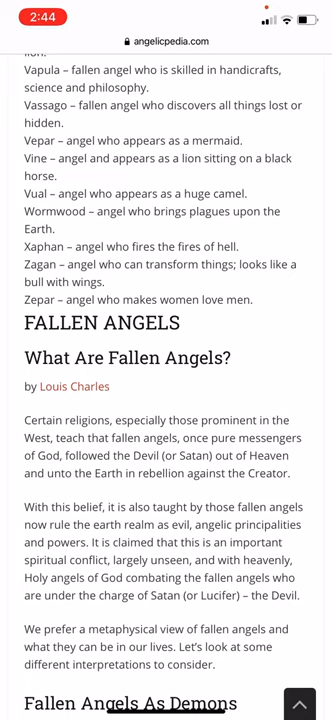 2:44
angelicpedia.com
lion.
Vapula – fallen angel who is skilled in handicrafts,
science and philosophy.
Vassago – fallen angel who discovers all things lost or
hidden.
Vepar – angel who appears as a mermaid.
Vine – angel and appears as a lion sitting on a black
horse.
Vual – angel who appears as a huge camel.
Wormwood – angel who brings plagues upon the
Earth.
Xaphan – angel who fires the fires of hell.
Zagan – angel who can transform things; looks like a
bull with wings.
Zepar – angel who makes women love men.
FALLEN ANGELS
What Are Fallen Angels?
by Louis Charles
Certain religions, especially those prominent in the
West, teach that fallen angels, once pure messengers
of God, followed the Devil (or Satan) out of Heaven
and unto the Earth in rebellion against the Creator.
With this belief, it is also taught by those fallen angels
now rule the earth realm as evil, angelic principalities
and powers. It is claimed that this is an important
spiritual conflict, largely unseen, and with heavenly,
Holy angels of God combating the fallen angels who
are under the charge of Satan (or Lucifer) – the Devil.
We prefer a metaphysical view of fallen angels and
what they can be in our lives. Let's look at some
different interpretations to consider.
Fallen Angels As Demons